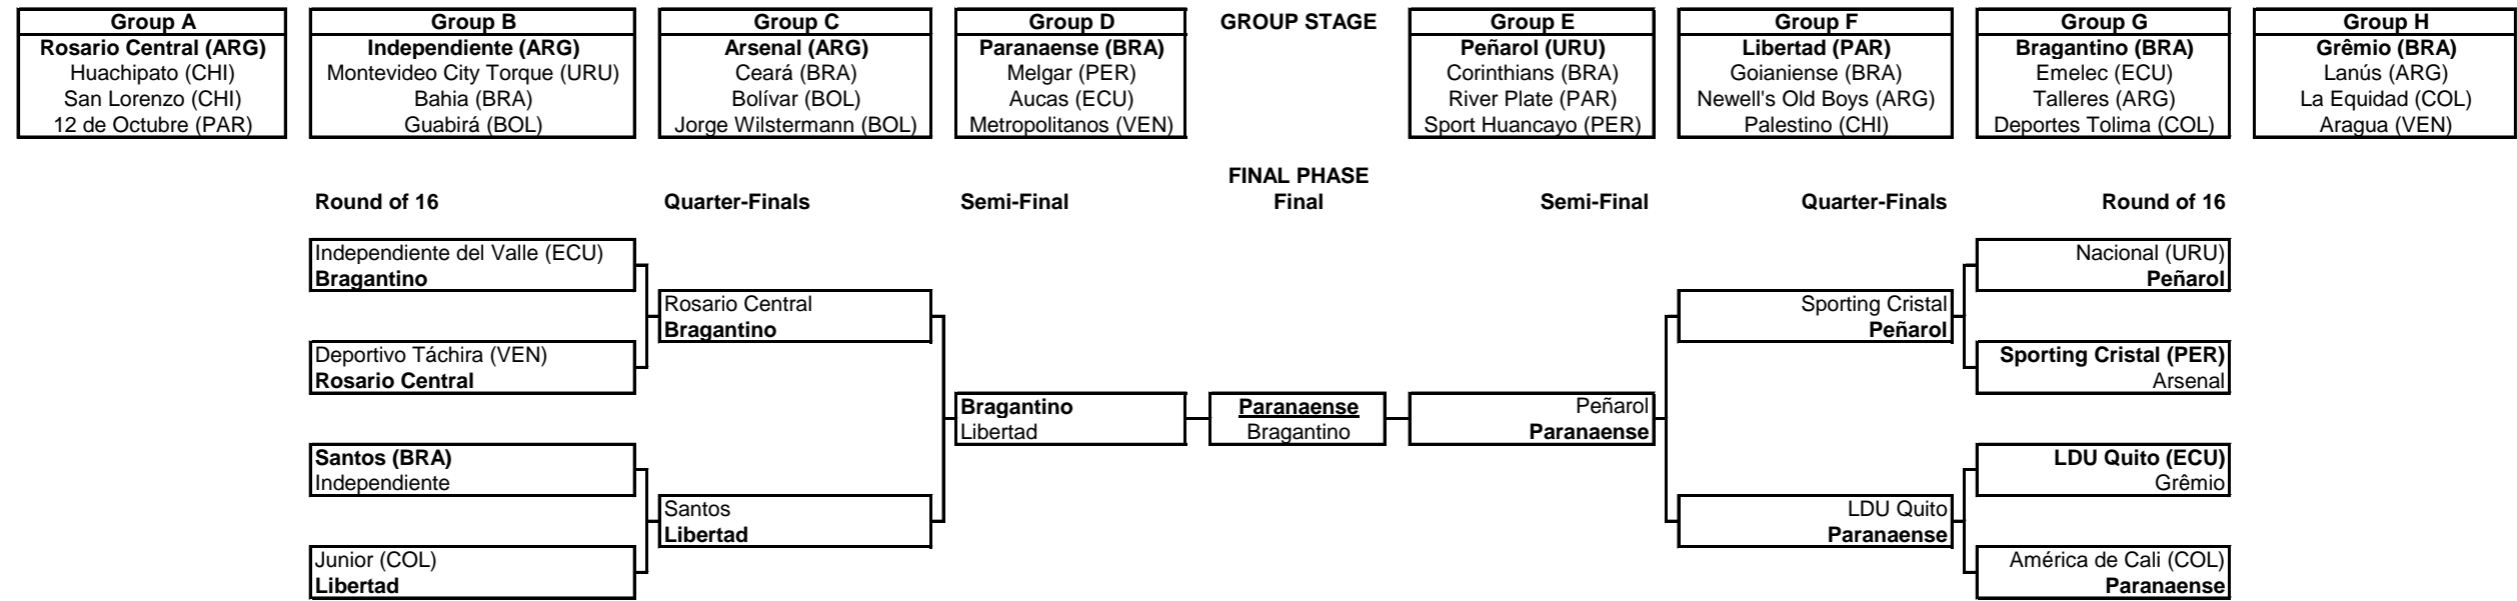 Group A
Rosario Central (ARG)
Huachipato (CHI)
San Lorenzo (CHI)
12 de Octubre (PAR)
Group B
Independiente (ARG)
Montevideo City Torque (URU)
Bahia (BRA)
Guabirá (BOL)
Group C
Arsenal (ARG)
Ceará (BRA)
Bolívar (BOL)
Jorge Wilstermann (BOL)
Group D
Paranaense (BRA)
Melgar (PER)
Aucas (ECU)
Metropolitanos (VEN)
GROUP STAGE
Group E
Peñarol (URU)
Corinthians (BRA)
River Plate (PAR)
Sport Huancayo (PER)
Group F
Libertad (PAR)
Goianiense (BRA)
Newell's Old Boys (ARG)
Palestino (CHI)
Group G
Bragantino (BRA)
Emelec (ECU)
Talleres (ARG)
Deportes Tolima (COL)
Group H
Grêmio (BRA)
Lanús (ARG)
La Equidad (COL)
Aragua (VEN)
FINAL PHASE
Round of 16
Quarter-Finals
Semi-Final
Final
Semi-Final
Quarter-Finals
Round of 16
Independiente del Valle (ECU)
Bragantino
Deportivo Táchira (VEN)
Rosario Central
Santos (BRA)
Independiente
Junior (COL)
Libertad
Rosario Central
Bragantino
Santos
Libertad
Bragantino
Libertad
Paranaense
Bragantino
Peñarol
Paranaense
Sporting Cristal
Peñarol
LDU Quito
Paranaense
Nacional (URU)
Peñarol
Sporting Cristal (PER)
Arsenal
LDU Quito (ECU)
Grêmio
América de Cali (COL)
Paranaense